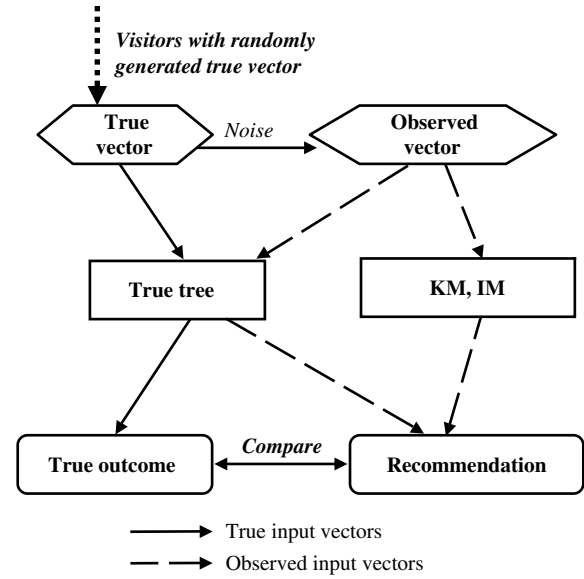 Visitors with randomly
generated true vector
True
vector
Noise
Observed
vector
True tree
KM, IM
True outcome
Compare
Recommendation
True input vectors
Observed input vectors